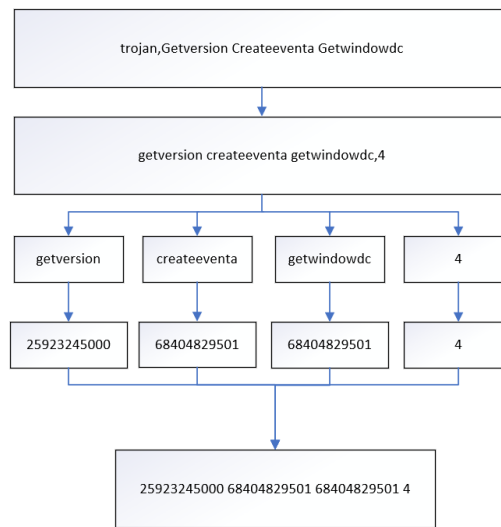 trojan,Getversion Createeventa Getwindowdc
getversion createeventa getwindowdc,4
getversion
createeventa
getwindowdc
4
25923245000
68404829501
68404829501
4
25923245000 68404829501 68404829501 4